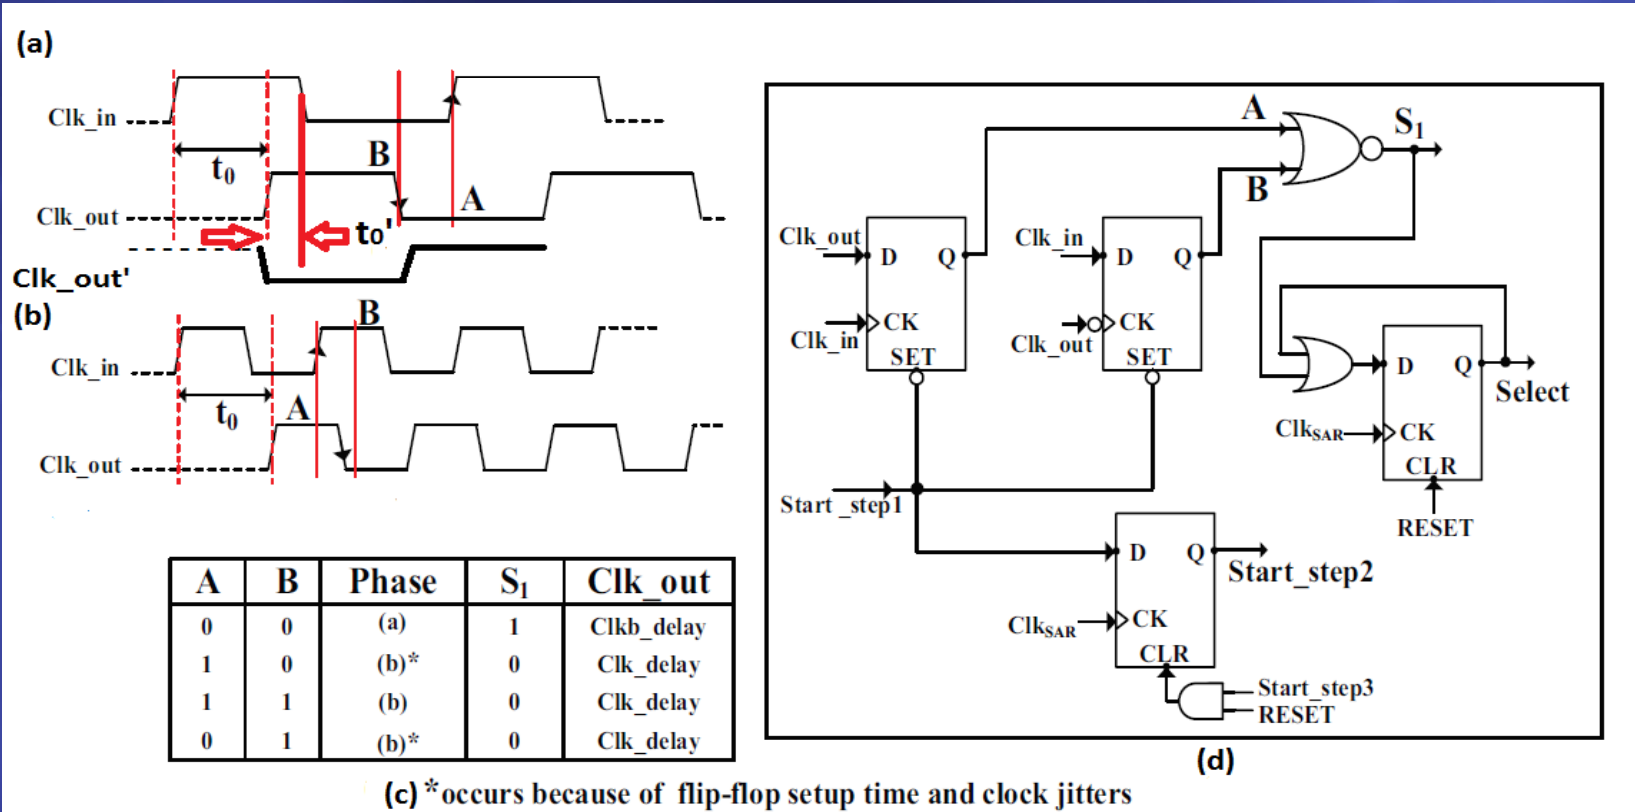 (a)
Clk_in
t0
B
A
Clk_out
t0'
Clk_out'
(b)
B
Clk_in
t0
A
Clk_out
A B Phase S1 Clk_out
0 0 (a) 1 Clkb_delay
1 0 (b)* 0 Clk_delay
1 1 (b) 0 Clk_delay
0 1 (b)* 0 Clk_delay
(c) *occurs because of flip-flop setup time and clock jitters
A
S1
B
Clk_out
D Q
Clk_in
CK
SET
Clk_in
D Q
Clk_out
CK
SET
D Q
Select
ClkSAR
CK
CLR
RESET
Start_step1
D Q
Start_step2
ClkSAR
CK
CLR
Start_step3
RESET
(d)